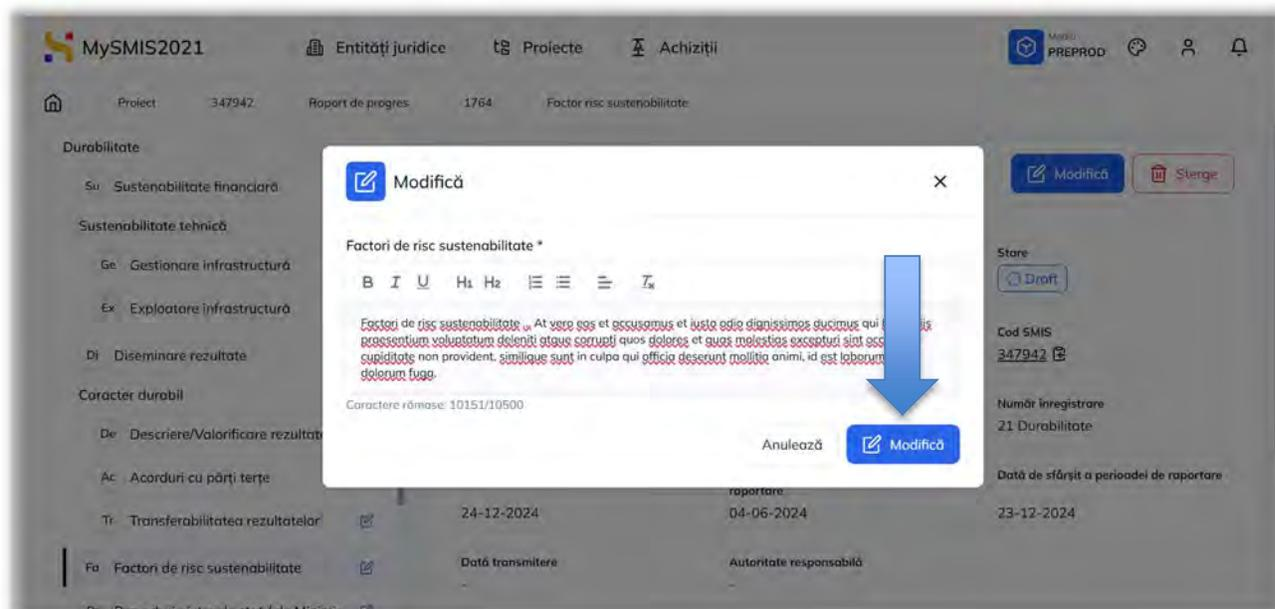 MySMIS2021
Entități juridice
Proiecte
Achiziții
Mediu
PREPROD
Proiect 347942 Raport de progres 1764 Factor risc sustenabilitate
Durabilitate
Su Sustenabilitate financiară
Sustenabilitate tehnică
Ge Gestionare infrastructură
Ex Exploatare infrastructură
Di Diseminare rezultate
Caracter durabil
De Descriere/Valorificare rezultate
Ac Acorduri cu părți terțe
Tr Transferabilitatea rezultatelor
Fa Factori de risc sustenabilitate
Modifică
Factori de risc sustenabilitate *
B I U H1 H2
Factori de risc sustenabilitate „ At vero eos et accusamus et iusto odio dignissimos ducimus qui
praesentium voluptatum deleniti atque corrupti quos dolores et quas molestias excepturi sint
cupiditate non provident, similique sunt in culpa qui officia deserunt mollitia animi, id est laborum
dolorum fuga.
Caractere rămase: 10151/10500
Anulează
Modifică
Modifică
Șterge
Stare
Draft
Cod SMIS
347942
Număr înregistrare
21 Durabilitate
raportare
Dată de sfârșit a perioadei de raportare
24-12-2024
04-06-2024
23-12-2024
Dată transmitere
Autoritate responsabilă
-
-